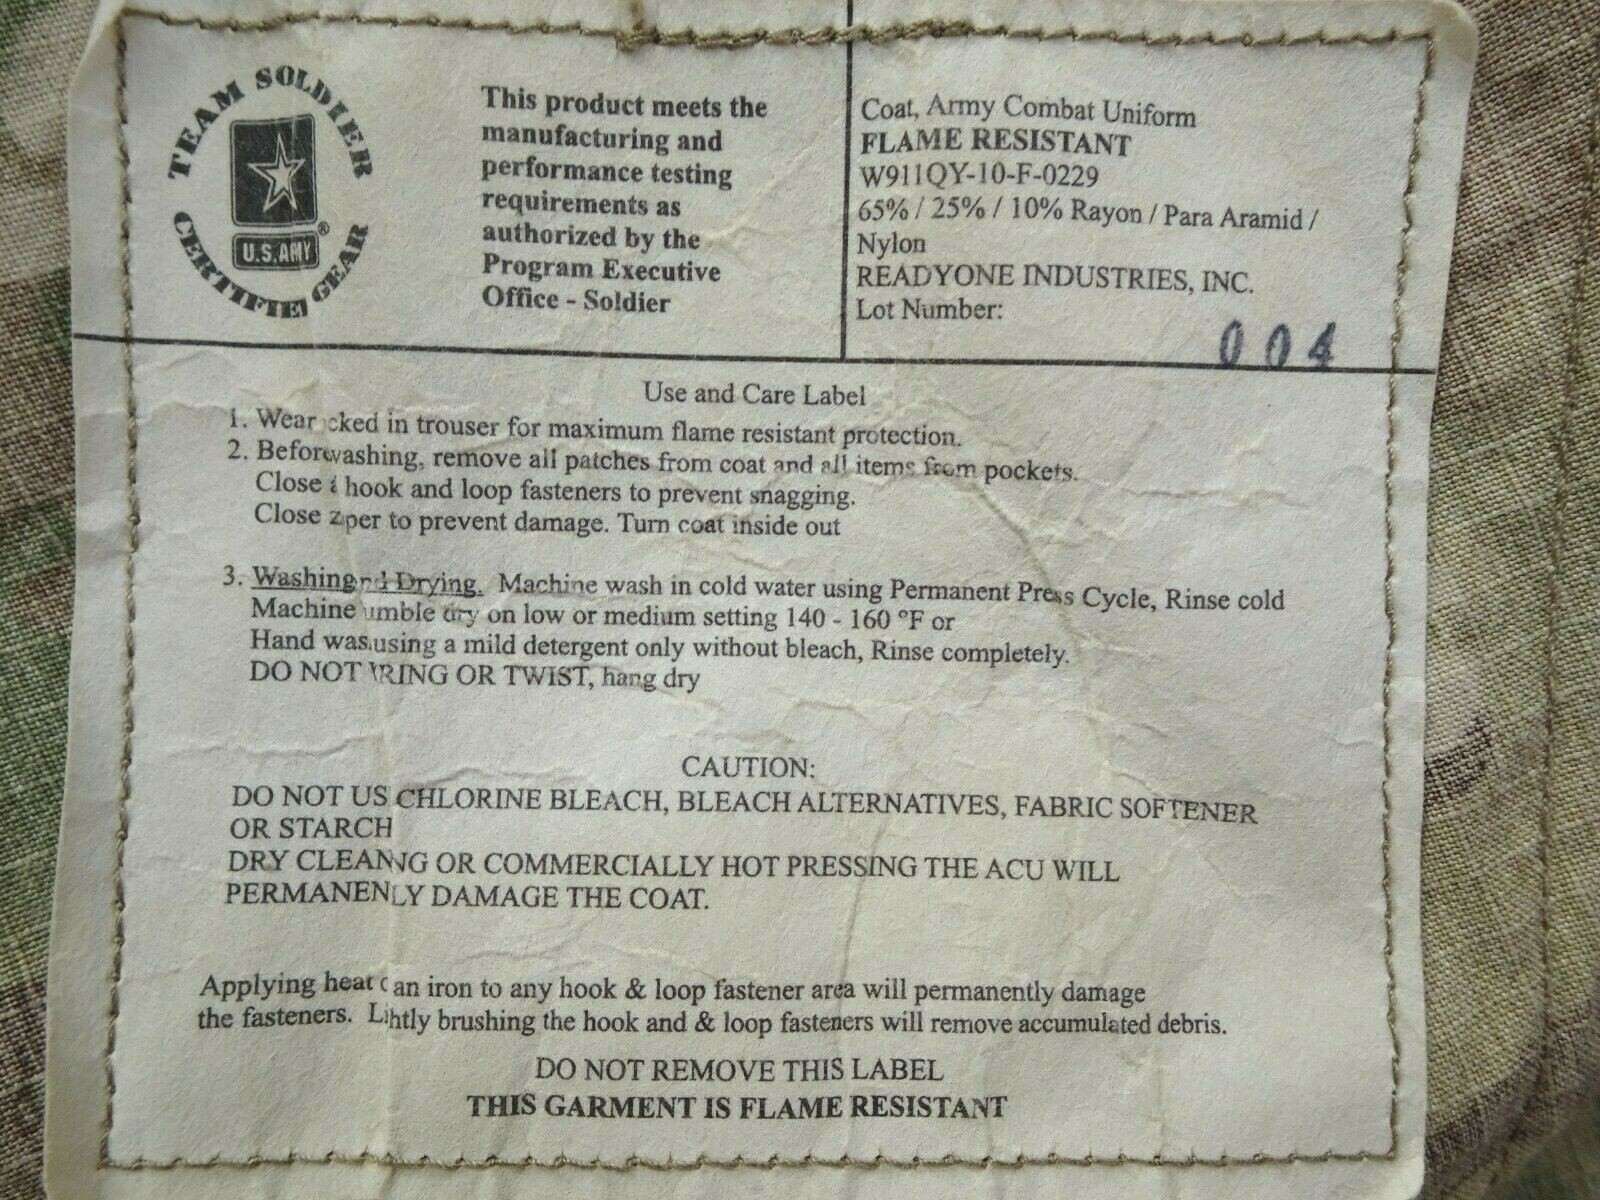 TEAM SOLDIER
CERTIFIED GEAR
U.S.ARMY®
This product meets the
manufacturing and
performance testing
requirements as
authorized by the
Program Executive
Office - Soldier
Coat, Army Combat Uniform
FLAME RESISTANT
W911QY-10-F-0229
65% / 25% / 10% Rayon / Para Aramid /
Nylon
READYONE INDUSTRIES, INC.
Lot Number:
004
Use and Care Label
1. Wear cked in trouser for maximum flame resistant protection.
2. Before washing, remove all patches from coat and all items from pockets.
Close hook and loop fasteners to prevent snagging.
Close zipper to prevent damage. Turn coat inside out
3. Washing and Drying. Machine wash in cold water using Permanent Press Cycle, Rinse cold
Machine umble dry on low or medium setting 140 - 160 °F or
Hand was using a mild detergent only without bleach, Rinse completely.
DO NOT WRING OR TWIST, hang dry
CAUTION:
DO NOT US CHLORINE BLEACH, BLEACH ALTERNATIVES, FABRIC SOFTENER
OR STARCH
DRY CLEANING OR COMMERCIALLY HOT PRESSING THE ACU WILL
PERMANENLY DAMAGE THE COAT.
Applying heat an iron to any hook & loop fastener area will permanently damage
the fasteners. Lightly brushing the hook and & loop fasteners will remove accumulated debris.
DO NOT REMOVE THIS LABEL
THIS GARMENT IS FLAME RESISTANT